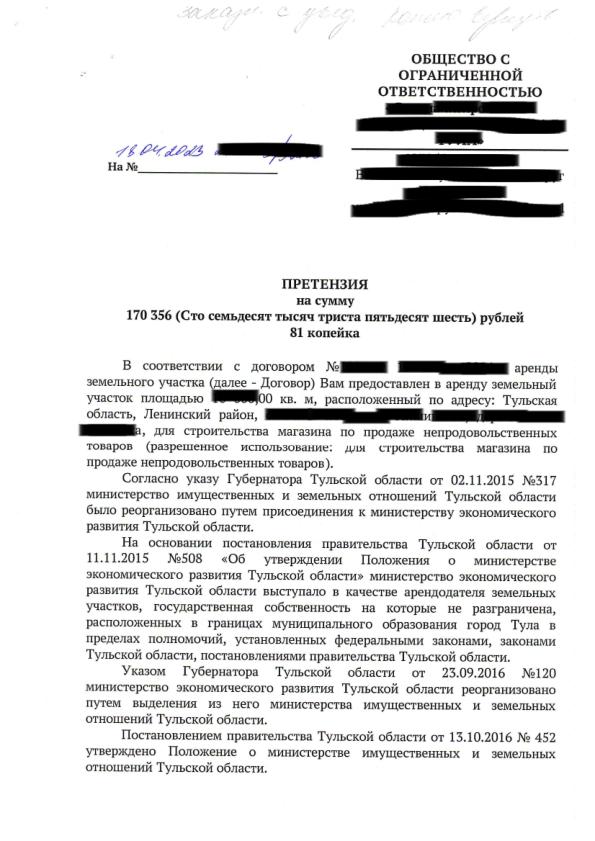 заказн. с увед.
ОБЩЕСТВО С
ОГРАНИЧЕННОЙ
ОТВЕТСТВЕННОСТЬЮ
18.04.2023
На №
ПРЕТЕНЗИЯ
на сумму
170 356 (Сто семьдесят тысяч триста пятьдесят шесть) рублей
81 копейка
В соответствии с договором № аренды
земельного участка (далее - Договор) Вам предоставлен в аренду земельный
участок площадью ,00 кв. м, расположенный по адресу: Тульская
область, Ленинский район,
а, для строительства магазина по продаже непродовольственных
товаров (разрешенное использование: для строительства магазина по
продаже непродовольственных товаров).
Согласно указу Губернатора Тульской области от 02.11.2015 №317
министерство имущественных и земельных отношений Тульской области
было реорганизовано путем присоединения к министерству экономического
развития Тульской области.
На основании постановления правительства Тульской области от
11.11.2015 №508 «Об утверждении Положения о министерстве
экономического развития Тульской области» министерство экономического
развития Тульской области выступало в качестве арендодателя земельных
участков, государственная собственность на которые не разграничена,
расположенных в границах муниципального образования город Тула в
пределах полномочий, установленных федеральными законами, законами
Тульской области, постановлениями правительства Тульской области.
Указом Губернатора Тульской области от 23.09.2016 №120
министерство экономического развития Тульской области реорганизовано
путем выделения из него министерства имущественных и земельных
отношений Тульской области.
Постановлением правительства Тульской области от 13.10.2016 № 452
утверждено Положение о министерстве имущественных и земельных
отношений Тульской области.